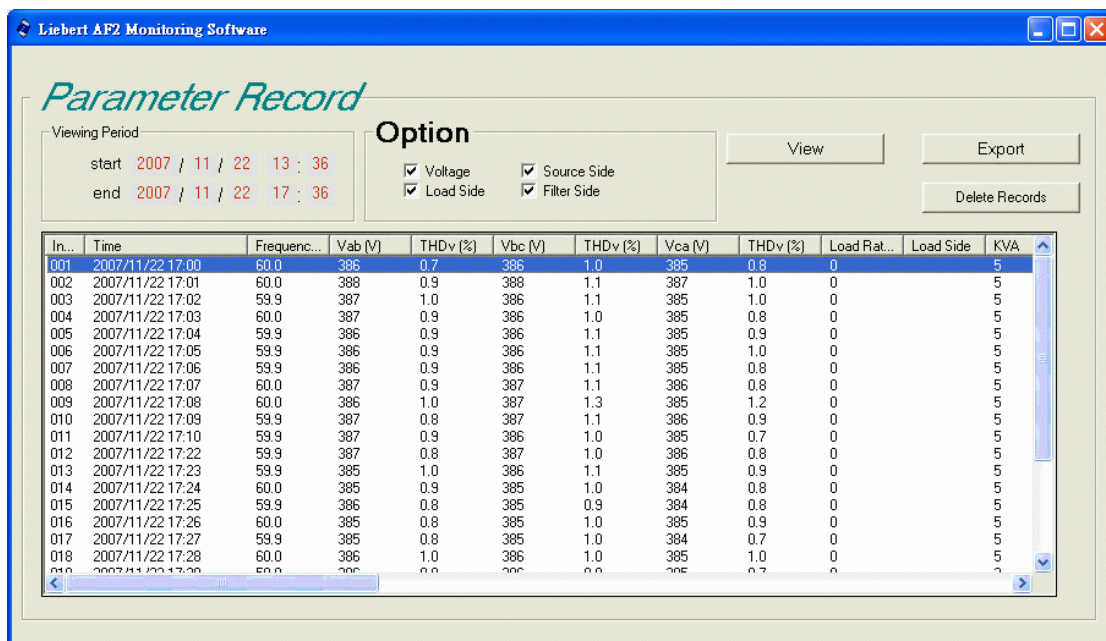 Liebert AF2 Monitoring Software
Parameter Record
Viewing Period
start 2007 / 11 / 22 13 : 36
end 2007 / 11 / 22 17 : 36
Option
Voltage Source Side
Load Side Filter Side
View
Export
Delete Records
In... Time Frequenc... Vab (V) THDv (%) Vbc (V) THDv (%) Vca (V) THDv (%) Load Rat... Load Side KVA
001 2007/11/22 17:00 60.0 386 0.7 386 1.0 385 0.8 0 5
002 2007/11/22 17:01 60.0 388 0.9 388 1.1 387 1.0 0 5
003 2007/11/22 17:02 59.9 387 1.0 386 1.1 385 1.0 0 5
004 2007/11/22 17:03 60.0 387 0.9 386 1.0 385 0.8 0 5
005 2007/11/22 17:04 59.9 386 0.9 386 1.1 385 0.9 0 5
006 2007/11/22 17:05 59.9 386 0.9 386 1.1 385 1.0 0 5
007 2007/11/22 17:06 59.9 386 0.9 386 1.1 385 0.8 0 5
008 2007/11/22 17:07 60.0 387 0.9 387 1.1 386 0.8 0 5
009 2007/11/22 17:08 60.0 386 1.0 387 1.3 385 1.2 0 5
010 2007/11/22 17:09 59.9 387 0.8 387 1.1 386 0.9 0 5
011 2007/11/22 17:10 59.9 387 0.9 386 1.0 385 0.7 0 5
012 2007/11/22 17:22 59.9 387 0.8 387 1.0 386 0.8 0 5
013 2007/11/22 17:23 59.9 385 1.0 386 1.1 385 0.9 0 5
014 2007/11/22 17:24 60.0 385 0.9 385 1.0 384 0.8 0 5
015 2007/11/22 17:25 59.9 386 0.8 385 0.9 384 0.8 0 5
016 2007/11/22 17:26 60.0 385 0.8 385 1.0 385 0.9 0 5
017 2007/11/22 17:27 59.9 385 0.8 385 1.0 384 0.7 0 5
018 2007/11/22 17:28 60.0 386 1.0 386 1.0 385 1.0 0 5